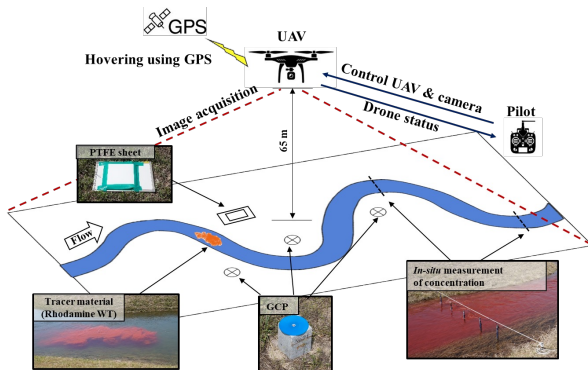 GPS
UAV
Hovering using GPS
Control UAV & camera
Image acquisition
Drone status
Pilot
65 m
PTFE sheet
Flow
Tracer material
(Rhodamine WT)
GCP
In-situ measurement
of concentration